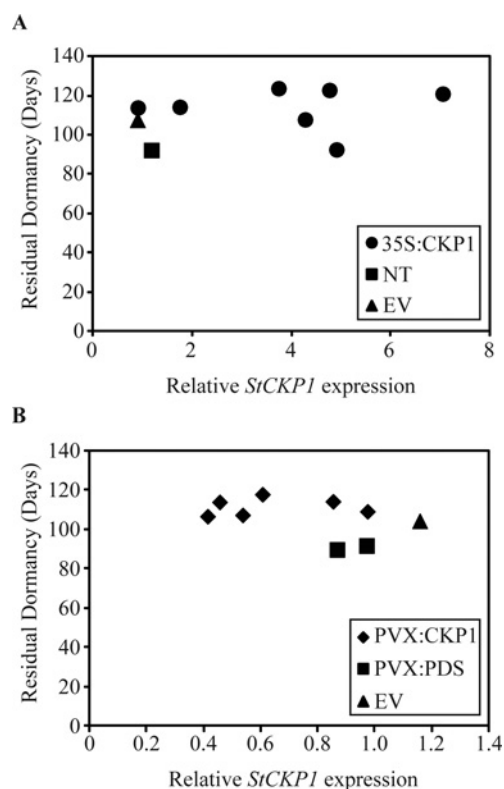 A
Residual Dormancy (Days)
140
120
100
80
60
40
20
0
35S:CKP1
NT
EV
0 2 4 6 8
Relative StCKP1 expression
B
Residual Dormancy (Days)
140
120
100
80
60
40
20
0
PVX:CKP1
PVX:PDS
EV
0 0.2 0.4 0.6 0.8 1.0 1.2 1.4
Relative StCKP1 expression